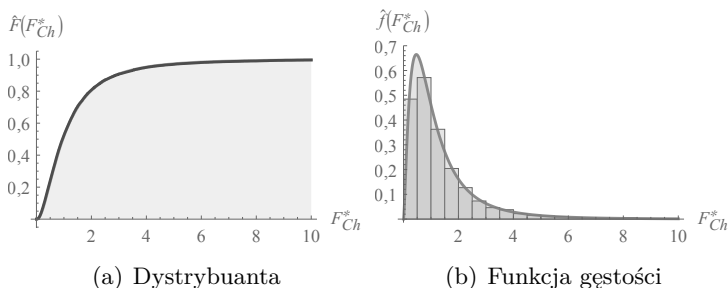 F̂(F*Ch)
1,0
0,8
0,6
0,4
0,2
2 4 6 8 10
F*Ch
(a) Dystrybuanta
f̂(F*Ch)
0,7
0,6
0,5
0,4
0,3
0,2
0,1
2 4 6 8 10
F*Ch
(b) Funkcja gęstości